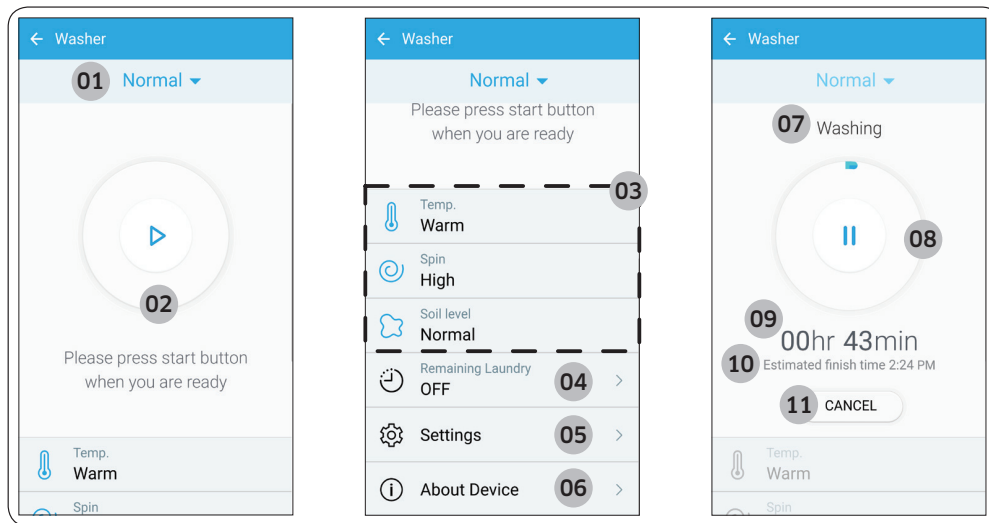 Washer
01 Normal
02
Please press start button
when you are ready
Temp.
Warm
Spin
Washer
Normal
Please press start button
when you are ready
03
Temp.
Warm
Spin
High
Soil level
Normal
Remaining Laundry
OFF
04
Settings
05
About Device
06
Washer
Normal
07 Washing
08
09
00hr 43min
10 Estimated finish time 2:24 PM
11 CANCEL
Temp.
Warm
Spin